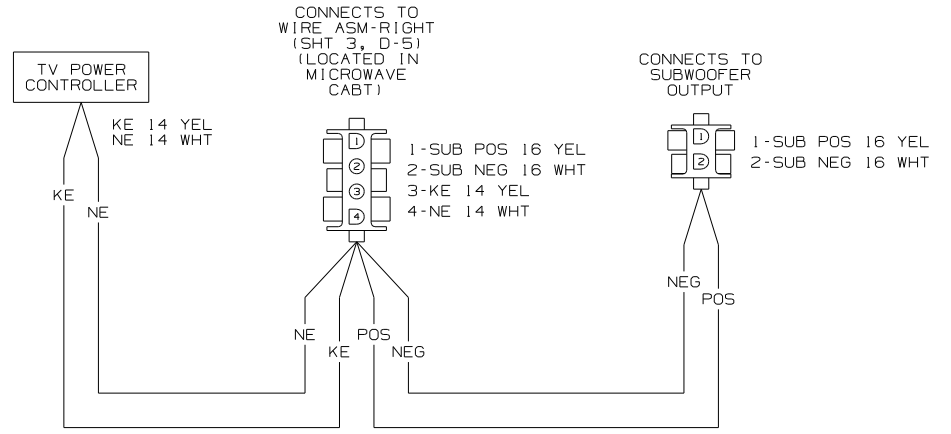 CONNECTS TO
WIRE ASM-RIGHT
(SHT 3, D-5)
(LOCATED IN
MICROWAVE
CABT)
TV POWER
CONTROLLER
KE 14 YEL
NE 14 WHT
KE
NE
1
2
3
4
1-SUB POS 16 YEL
2-SUB NEG 16 WHT
3-KE 14 YEL
4-NE 14 WHT
NE
KE
POS
NEG
CONNECTS TO
SUBWOOFER
OUTPUT
1
2
1-SUB POS 16 YEL
2-SUB NEG 16 WHT
NEG
POS